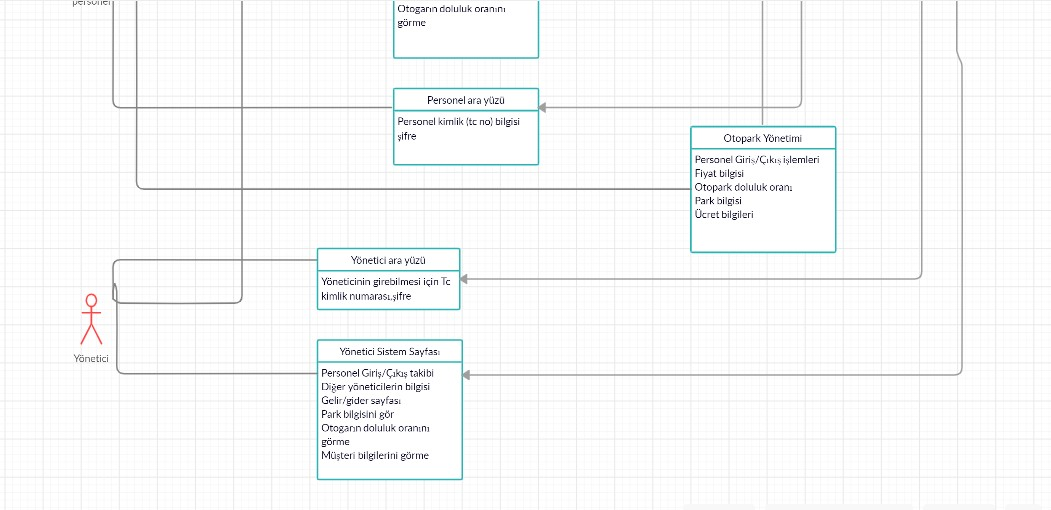 personel
Otogarın doluluk oranını
görme
Personel ara yüzü
Personel kimlik (tc no) bilgisi
şifre
Otopark Yönetimi
Personel Giriş/Çıkış işlemleri
Fiyat bilgisi
Otopark doluluk oranı
Park bilgisi
Ücret bilgileri
Yönetici ara yüzü
Yöneticinin girebilmesi için Tc
kimlik numarası,şifre
Yönetici
Yönetici Sistem Sayfası
Personel Giriş/Çıkış takibi
Diğer yöneticilerin bilgisi
Gelir/gider sayfası
Park bilgisini gör
Otogarın doluluk oranını
görme
Müşteri bilgilerini görme